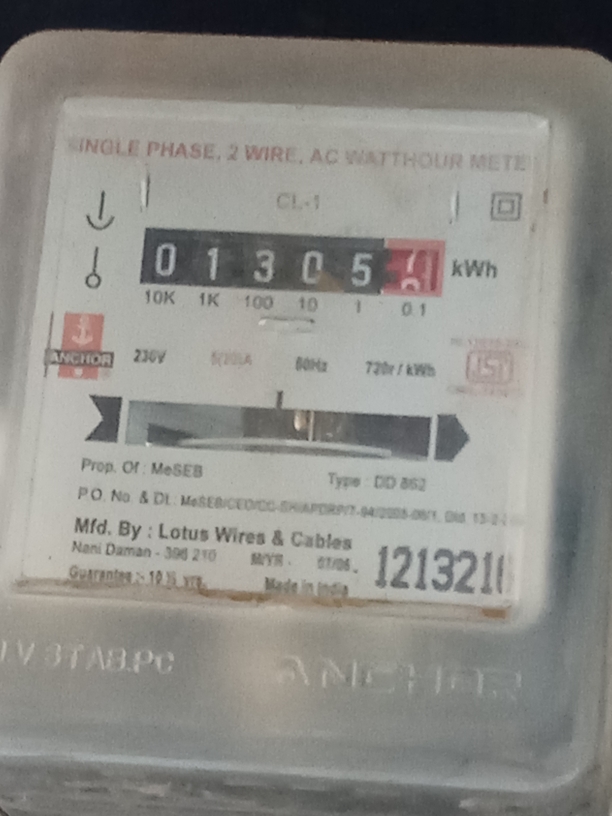 SINGLE PHASE, 2 WIRE, AC WATTHOUR METE
CL-1
0 1 3 0 5 kWh
10K 1K 100 10 1 0.1
ANCHOR 230V 720r / kWh
Prop. Of : MeSEB
Type : DD 862
P.O. No. & Dt.:
Mfd. By : Lotus Wires & Cables
Nani Daman - 396 210 M/YR -
Guarantee :- Made in India
121321
ANCHOR